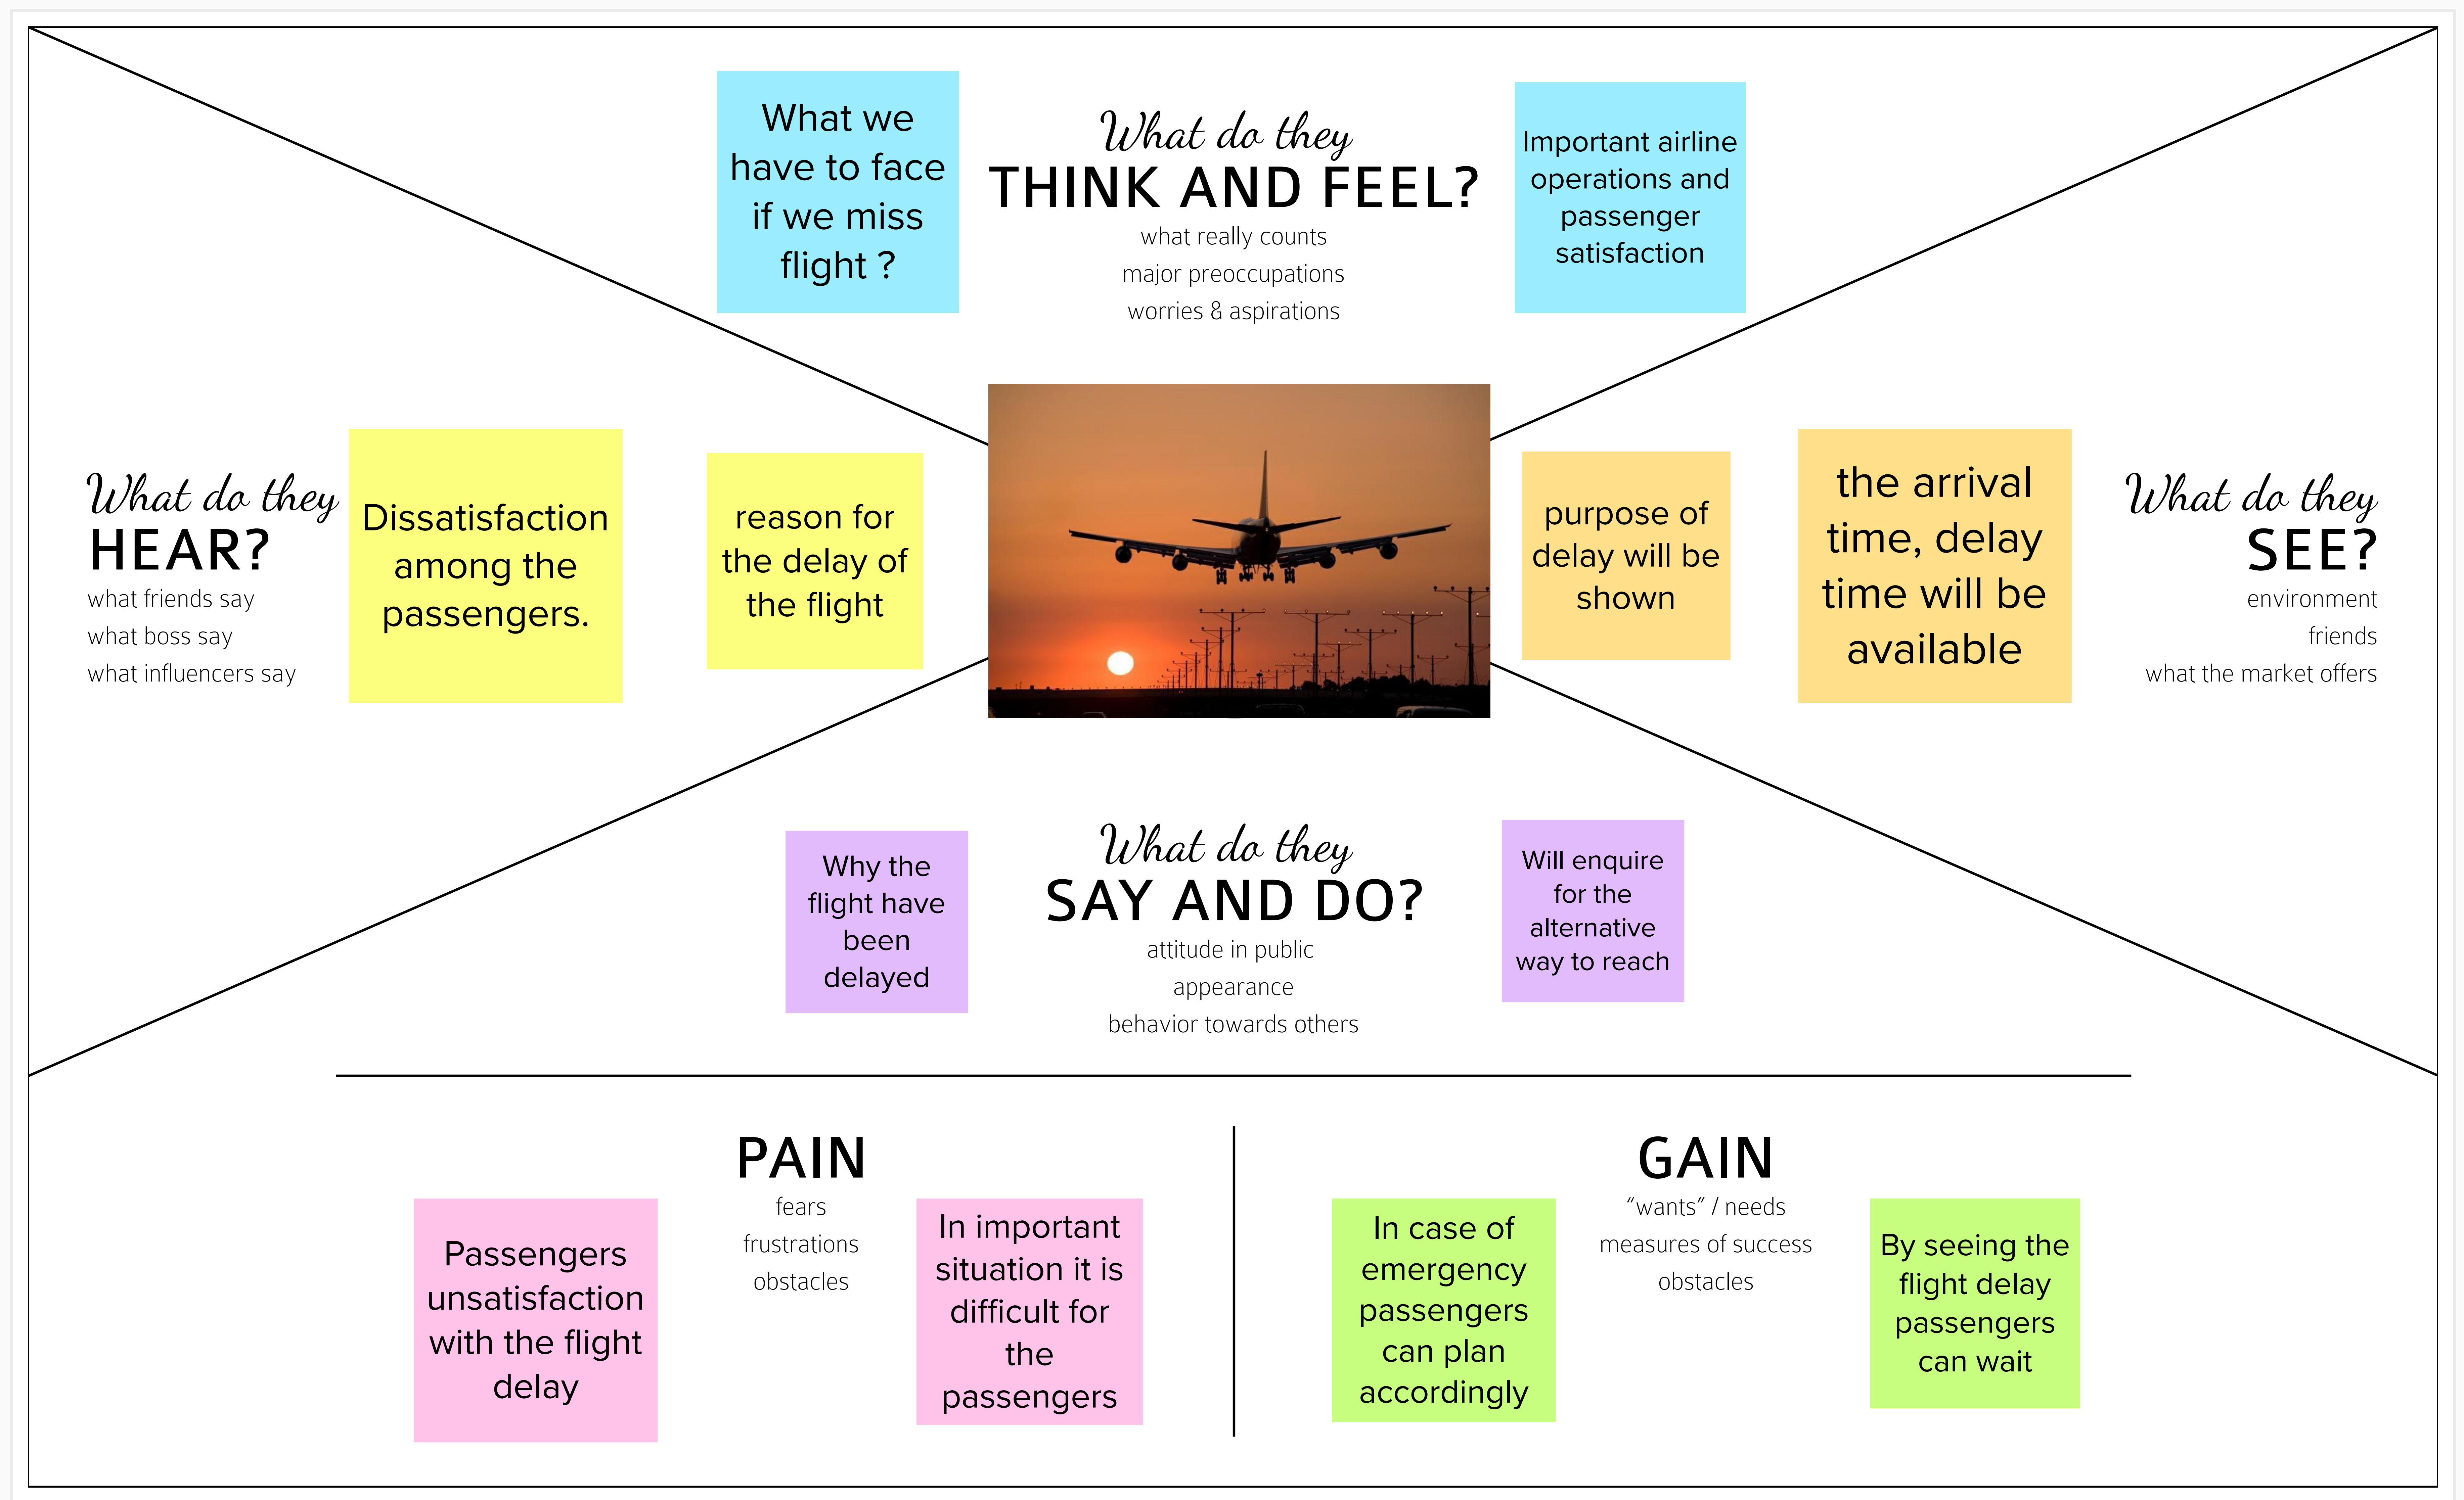 What we
have to face
if we miss
flight ?
What do they
THINK AND FEEL?
what really counts
major preoccupations
worries & aspirations
Important airline
operations and
passenger
satisfaction
What do they
HEAR?
what friends say
what boss say
what influencers say
Dissatisfaction
among the
passengers.
reason for
the delay of
the flight
purpose of
delay will be
shown
the arrival
time, delay
time will be
available
What do they
SEE?
environment
friends
what the market offers
Why the
flight have
been
delayed
What do they
SAY AND DO?
attitude in public
appearance
behavior towards others
Will enquire
for the
alternative
way to reach
PAIN
fears
frustrations
obstacles
Passengers
unsatisfaction
with the flight
delay
In important
situation it is
difficult for
the
passengers
GAIN
“wants” / needs
measures of success
obstacles
In case of
emergency
passengers
can plan
accordingly
By seeing the
flight delay
passengers
can wait